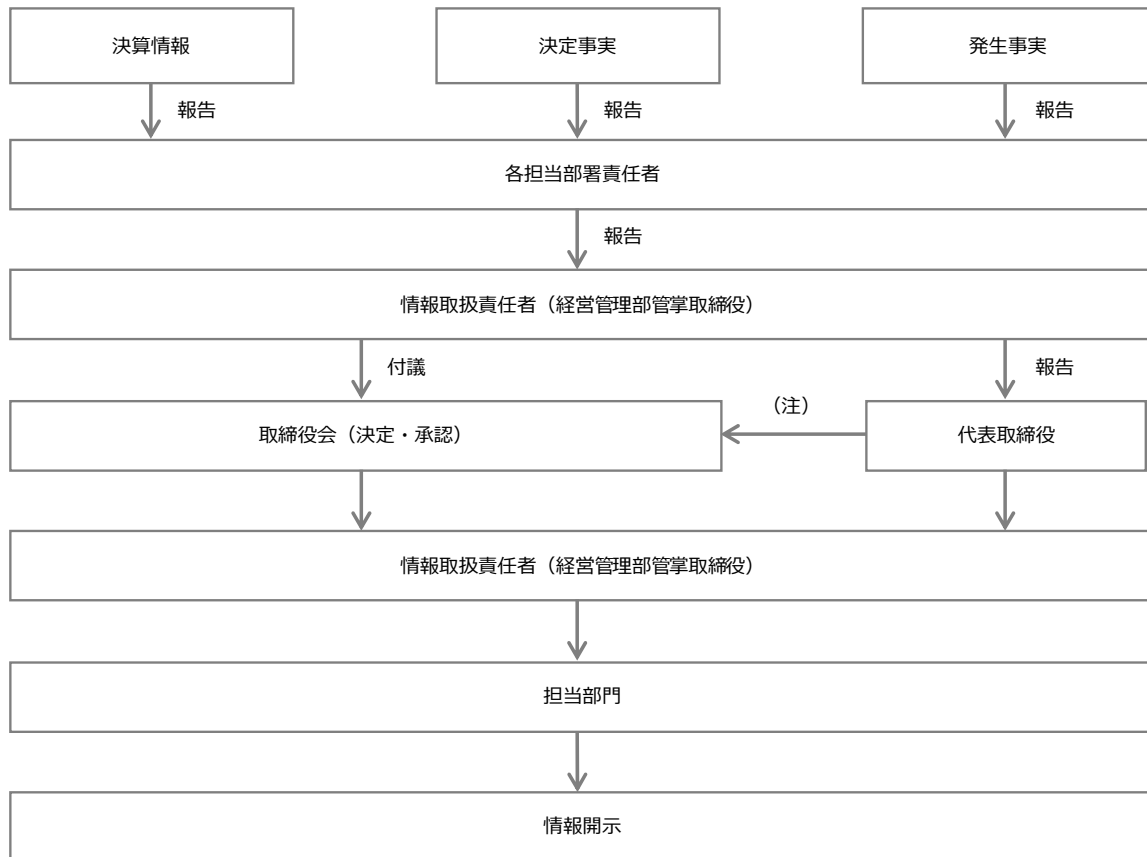 決算情報
決定事実
発生事実
報告
報告
報告
各担当部署責任者
報告
情報取扱責任者（経営管理部管掌取締役）
付議
報告
（注）
取締役会（決定・承認）
代表取締役
情報取扱責任者（経営管理部管掌取締役）
担当部門
情報開示